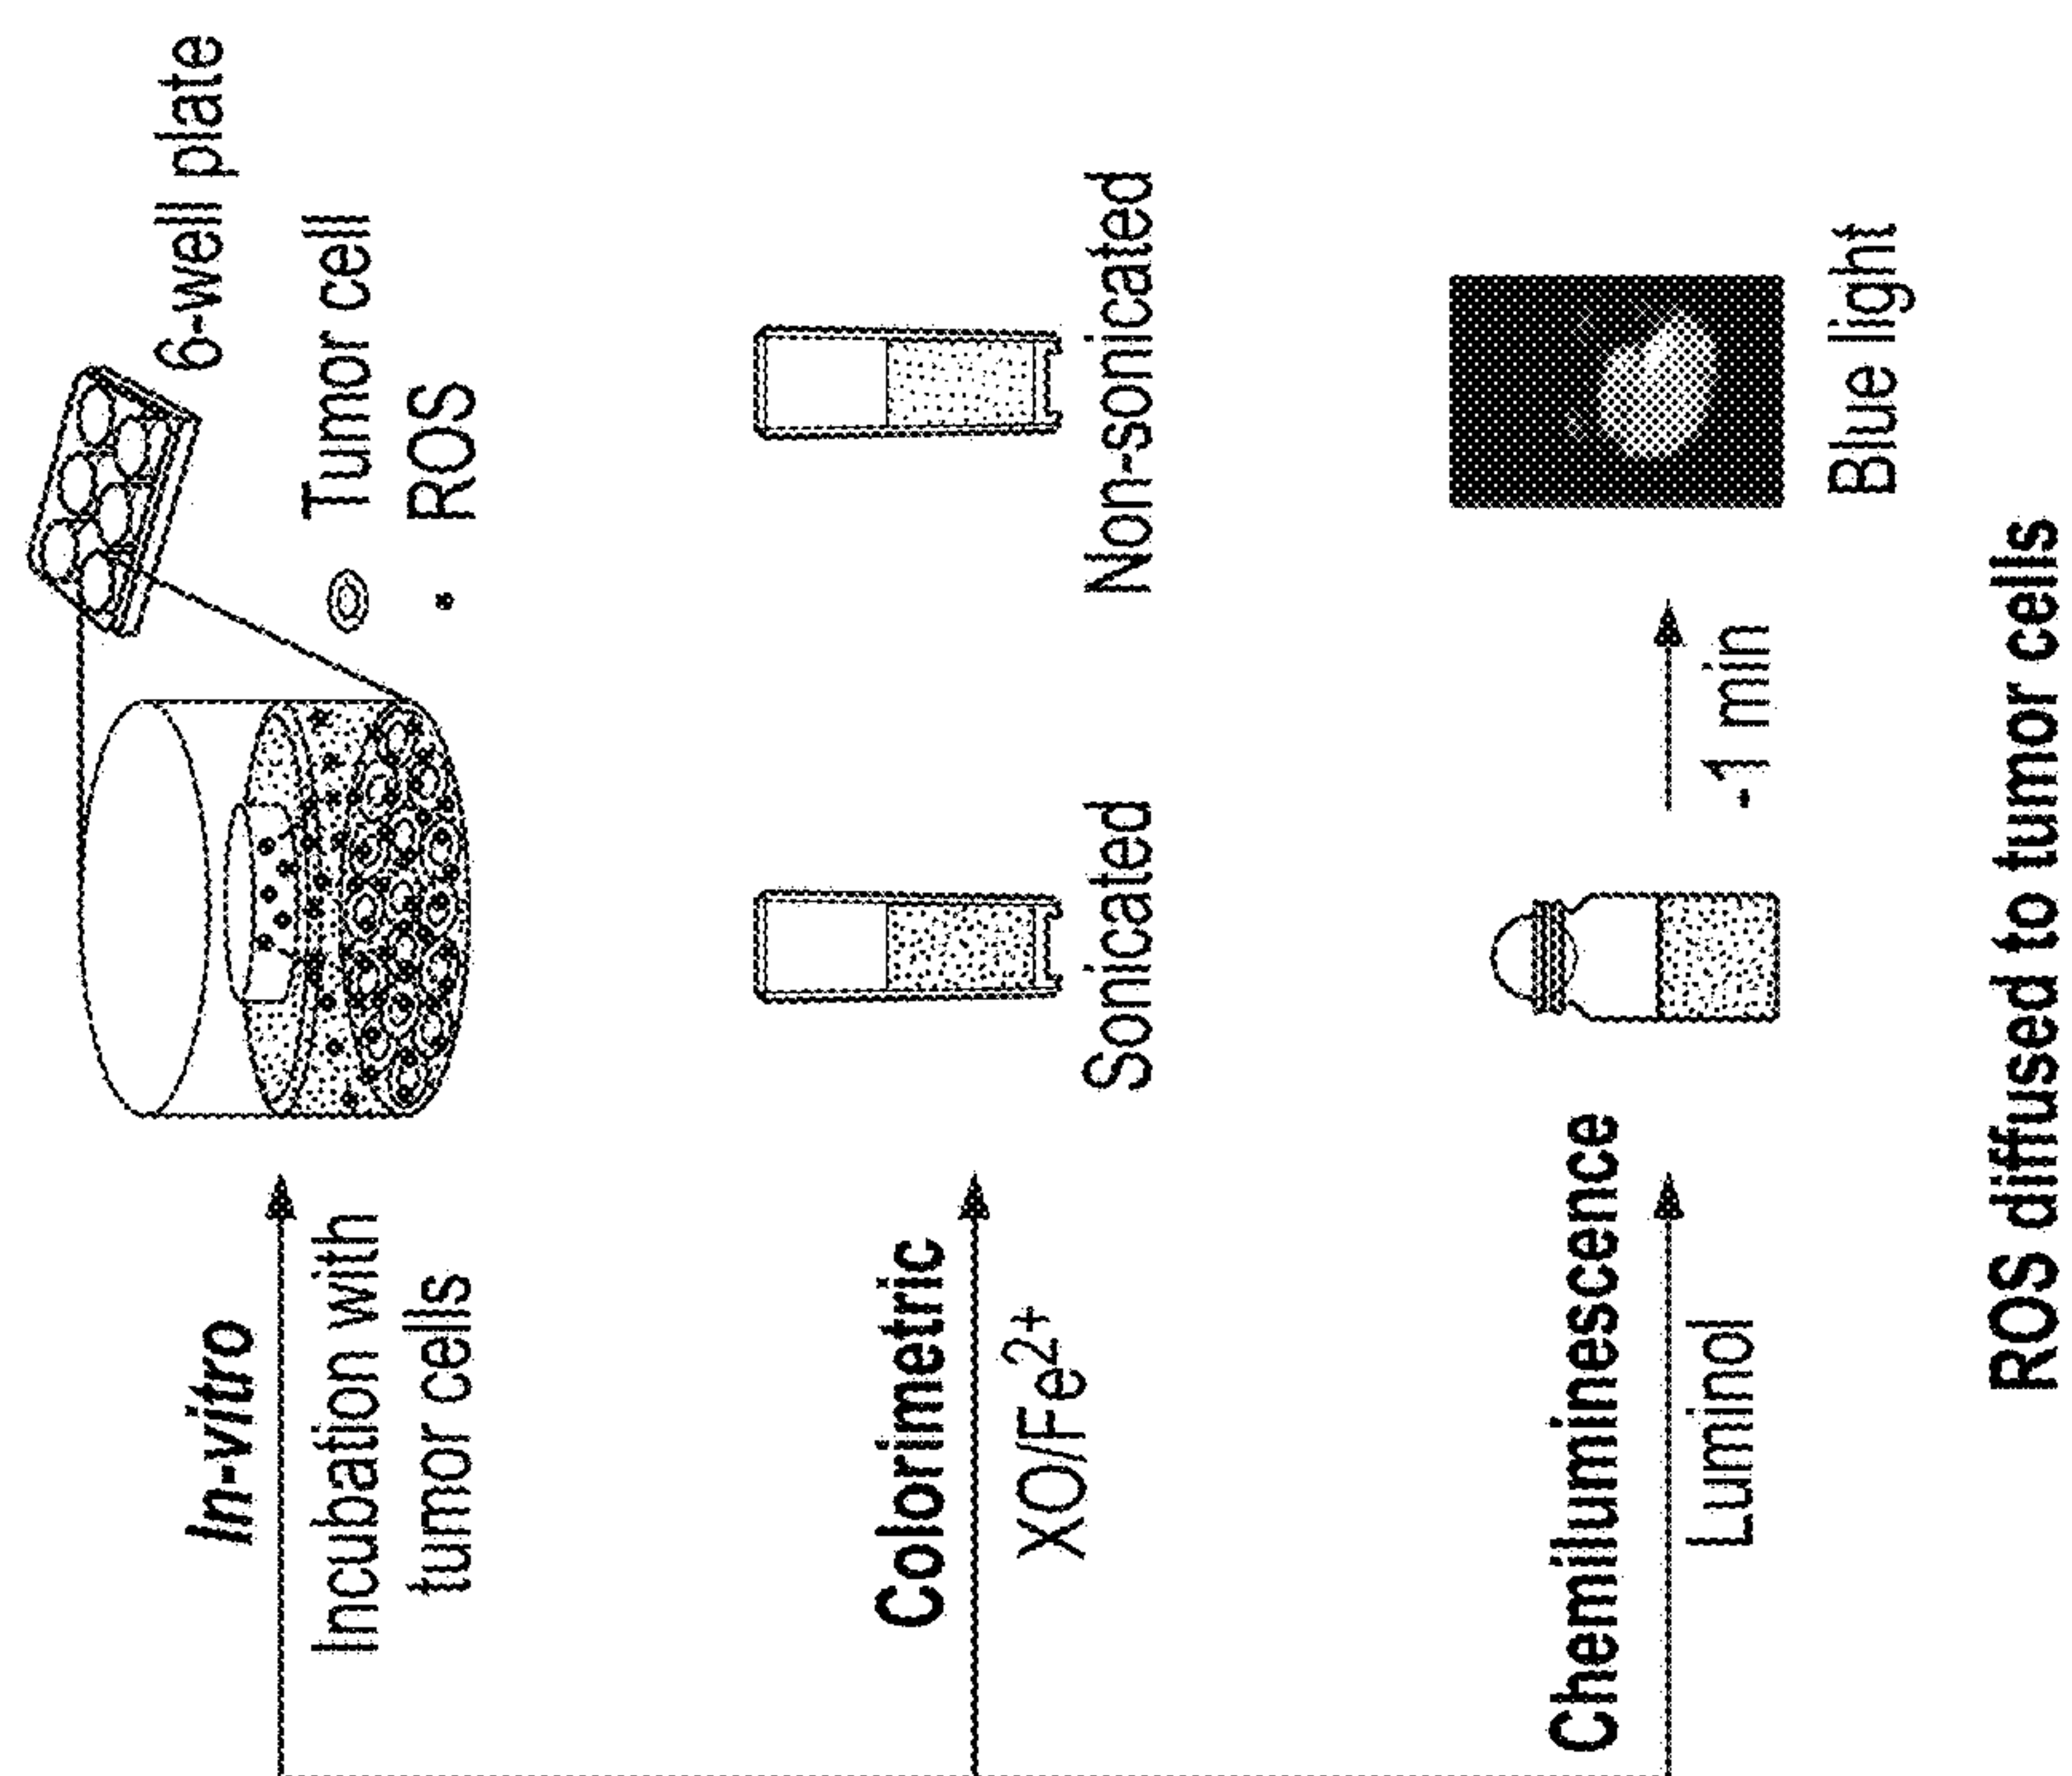 6-well plate
In-vitro
Incubation with
tumor cells
Tumor cell
ROS
Colorimetric
XO/Fe2+
Sonicated
Non-sonicated
Chemiluminescence
Luminol
~1 min
Blue light
ROS diffused to tumor cells